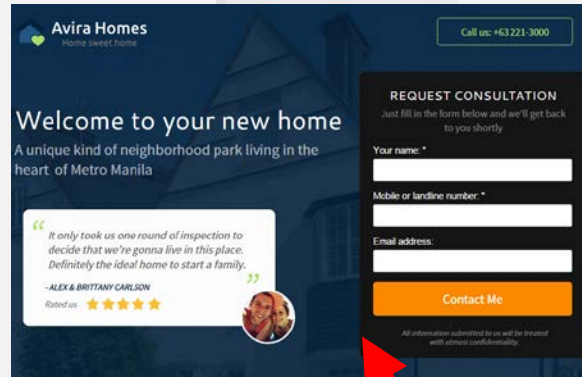 Avira Homes
Home sweet home
Call us: +63 221-3000
Welcome to your new home
A unique kind of neighborhood park living in the
heart of Metro Manila
“
It only took us one round of inspection to
decide that we're gonna live in this place.
Definitely the ideal home to start a family.
”
- ALEX & BRITTANY CARLSON
Rated us
REQUEST CONSULTATION
Just fill in the form below and we'll get back
to you shortly
Your name: *
Mobile or landline number: *
Email address:
Contact Me
All information submitted to us will be treated
with utmost confidentiality.